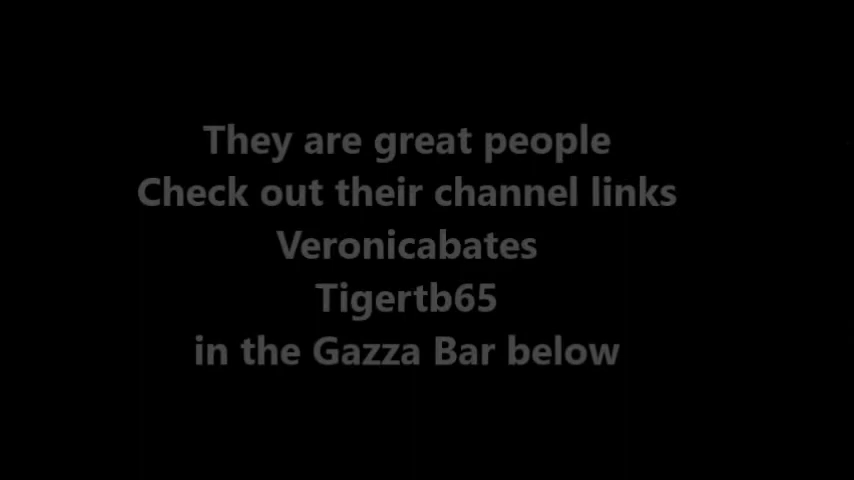 They are great people
Check out their channel links
Veronicabates
Tigertb65
in the Gazza Bar below